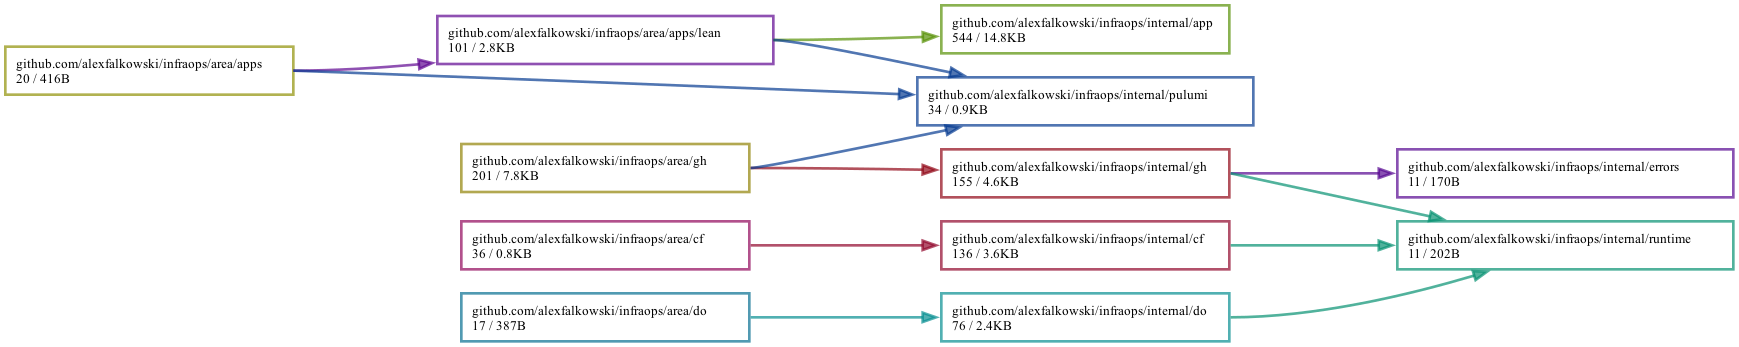 github.com/alexfalkowski/infraops/area/apps
20 / 416B
github.com/alexfalkowski/infraops/area/apps/lean
101 / 2.8KB
github.com/alexfalkowski/infraops/internal/app
544 / 14.8KB
github.com/alexfalkowski/infraops/internal/pulumi
34 / 0.9KB
github.com/alexfalkowski/infraops/area/gh
201 / 7.8KB
github.com/alexfalkowski/infraops/internal/gh
155 / 4.6KB
github.com/alexfalkowski/infraops/internal/errors
11 / 170B
github.com/alexfalkowski/infraops/area/cf
36 / 0.8KB
github.com/alexfalkowski/infraops/internal/cf
136 / 3.6KB
github.com/alexfalkowski/infraops/internal/runtime
11 / 202B
github.com/alexfalkowski/infraops/area/do
17 / 387B
github.com/alexfalkowski/infraops/internal/do
76 / 2.4KB